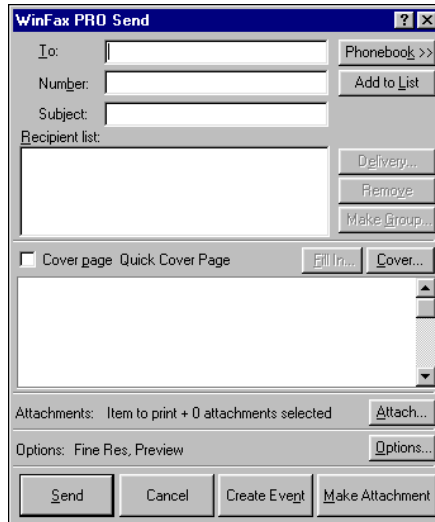 WinFax PRO Send
To:
Phonebook >>
Number:
Add to List
Subject:
Recipient list:
Delivery...
Remove
Make Group...
Cover page Quick Cover Page
Fill In...
Cover...
Attachments: Item to print + 0 attachments selected
Attach...
Options: Fine Res, Preview
Options...
Send
Cancel
Create Event
Make Attachment